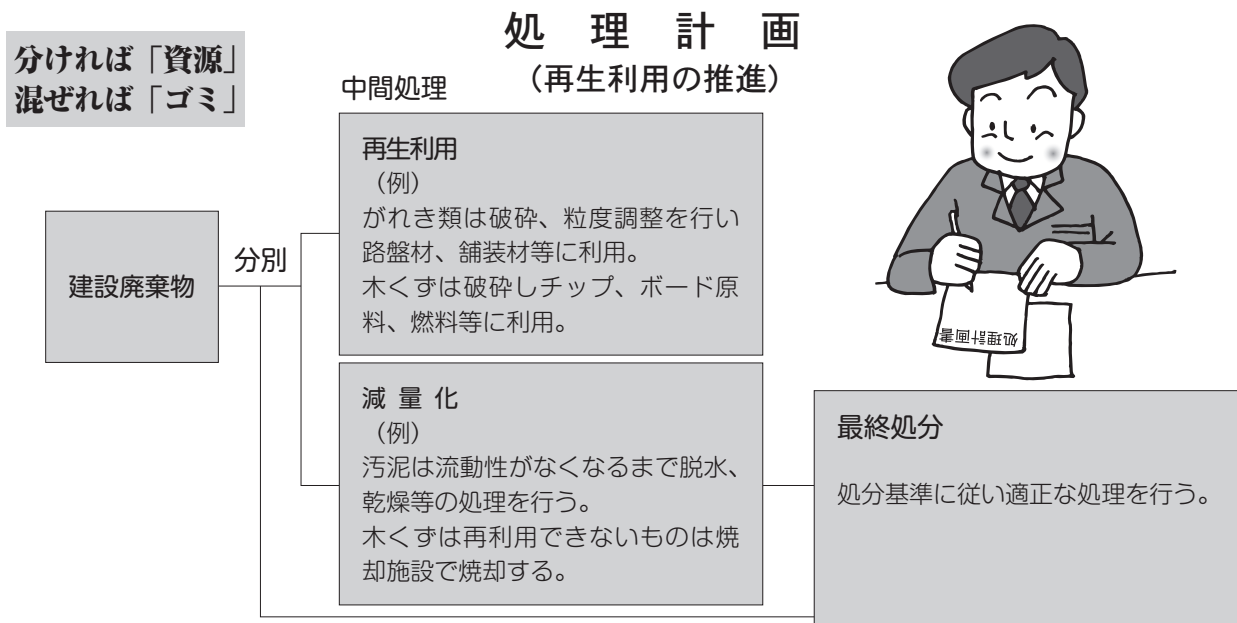 処理計画
（再生利用の推進）
分ければ「資源」
混ぜれば「ゴミ」
中間処理
建設廃棄物
分別
再生利用
（例）
がれき類は破砕、粒度調整を行い
路盤材、舗装材等に利用。
木くずは破砕しチップ、ボード原
料、燃料等に利用。
減量化
（例）
汚泥は流動性がなくなるまで脱水、
乾燥等の処理を行う。
木くずは再利用できないものは焼
却施設で焼却する。
最終処分
処分基準に従い適正な処理を行う。
処理計画書